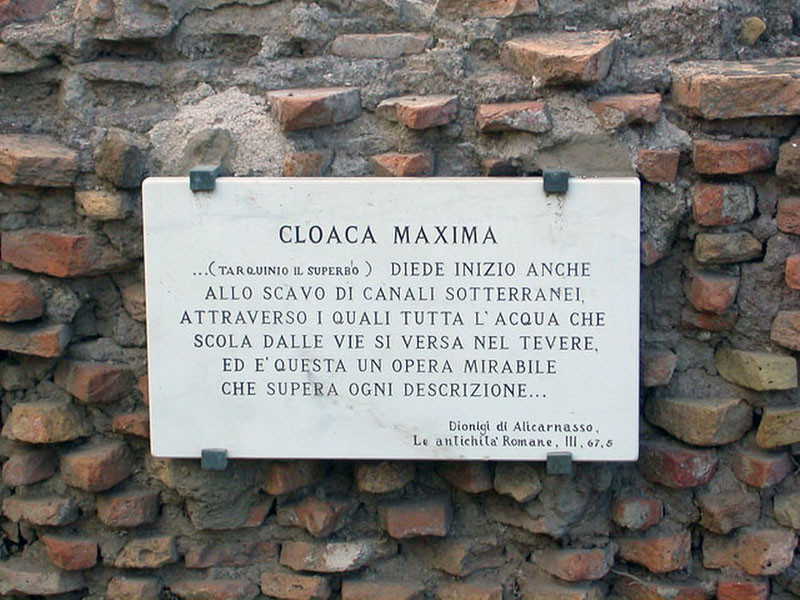 CLOACA MAXIMA
...(TARQUINIO IL SUPERBO) DIEDE INIZIO ANCHE
ALLO SCAVO DI CANALI SOTTERRANEI,
ATTRAVERSO I QUALI TUTTA L'ACQUA CHE
SCOLA DALLE VIE SI VERSA NEL TEVERE,
ED E' QUESTA UN OPERA MIRABILE
CHE SUPERA OGNI DESCRIZIONE...
Dionigi di Alicarnasso,
Le antichità Romane, III, 67,5